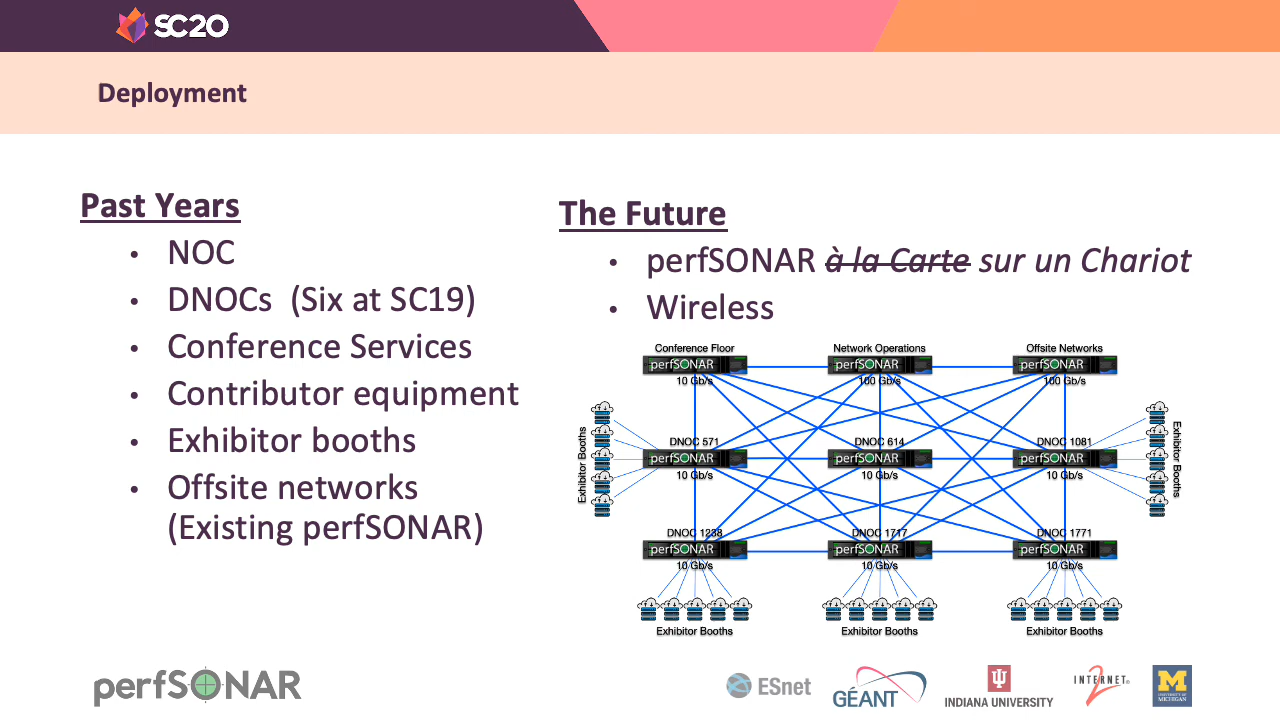 SC20
Deployment
Past Years
• NOC
• DNOCs (Six at SC19)
• Conference Services
• Contributor equipment
• Exhibitor booths
• Offsite networks
(Existing perfSONAR)
The Future
• perfSONAR à la Carte sur un Chariot
• Wireless
Conference Floor
perfSONAR
10 Gb/s
Network Operations
perfSONAR
100 Gb/s
Offsite Networks
perfSONAR
100 Gb/s
Exhibitor Booths
DNOC 571
perfSONAR
10 Gb/s
DNOC 614
perfSONAR
10 Gb/s
DNOC 1081
perfSONAR
10 Gb/s
Exhibitor Booths
DNOC 1238
perfSONAR
10 Gb/s
DNOC 1717
perfSONAR
10 Gb/s
DNOC 1771
perfSONAR
10 Gb/s
Exhibitor Booths
Exhibitor Booths
Exhibitor Booths
perfSONAR
ESnet
GÉANT
INDIANA UNIVERSITY
INTERNET2
M
UNIVERSITY OF
MICHIGAN